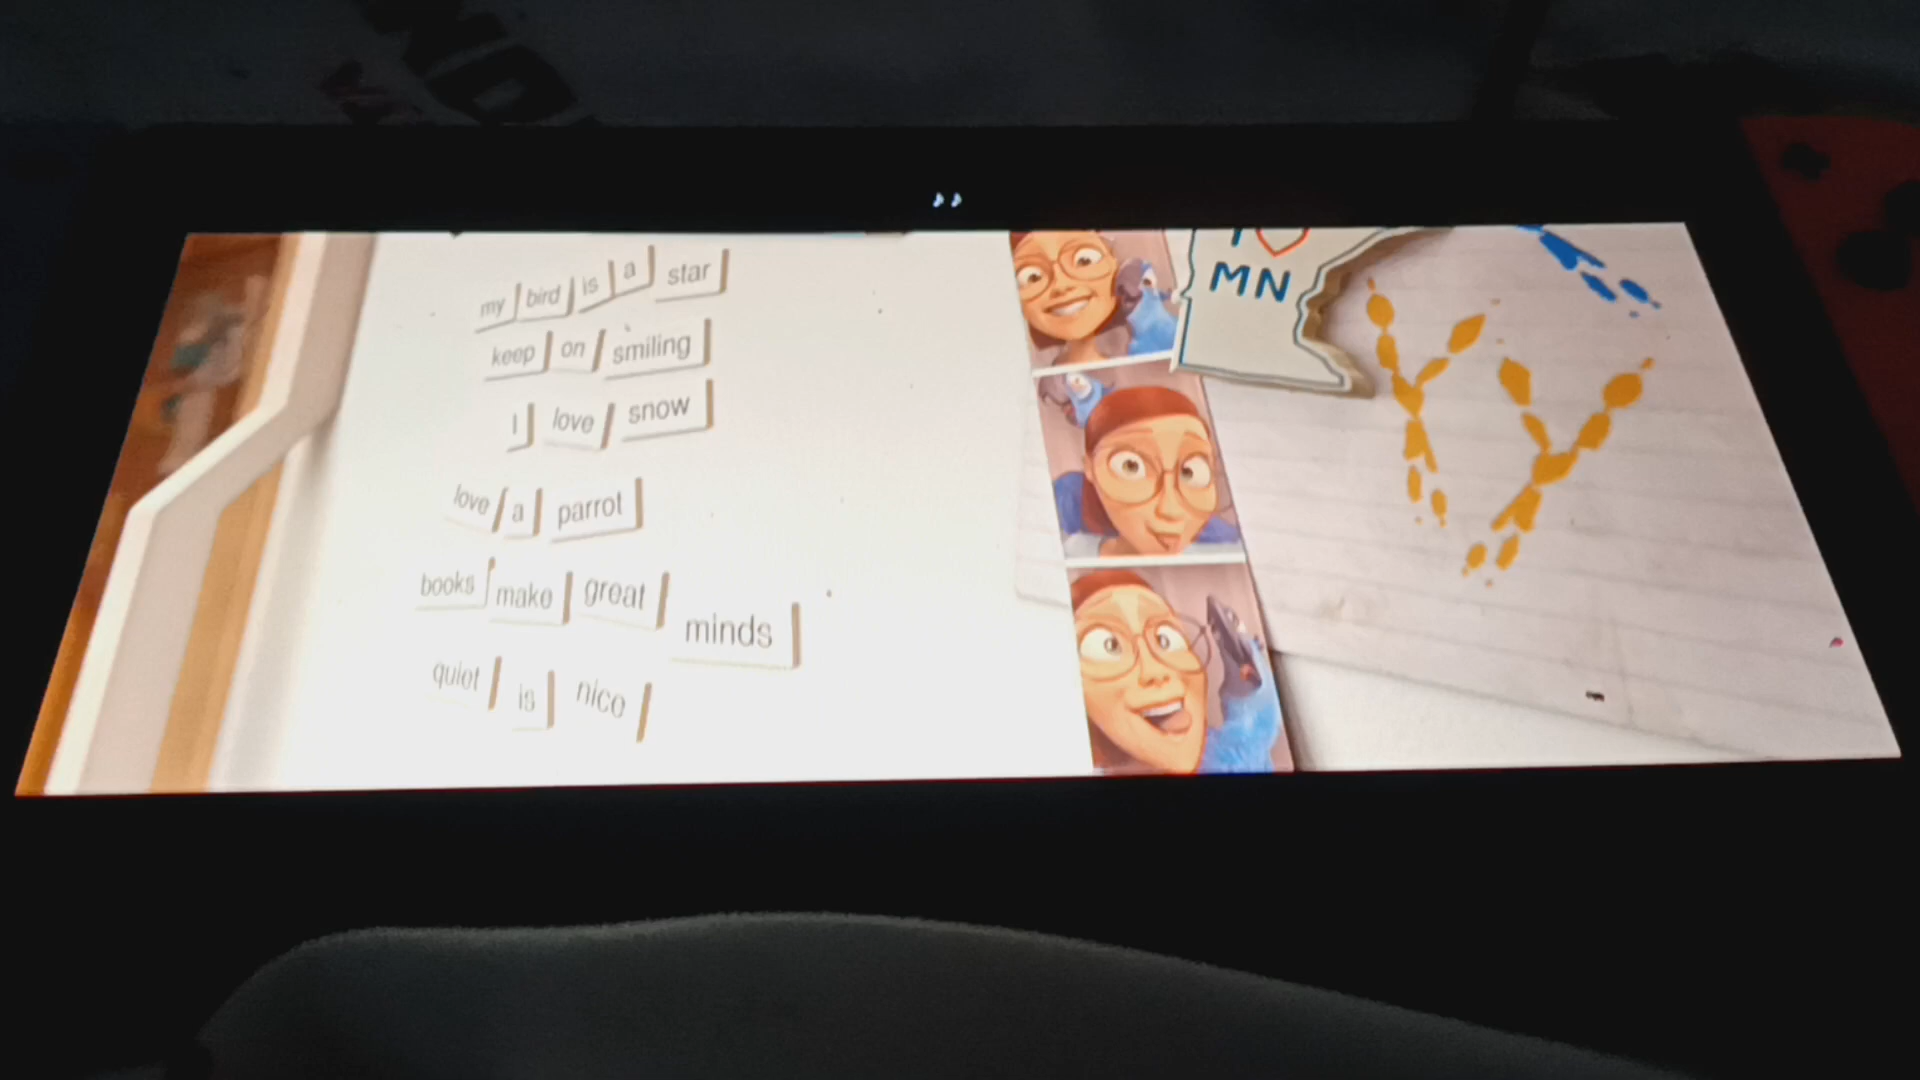 my bird is a star
keep on smiling
I love snow
love a parrot
books make great minds
quiet is nice
MN